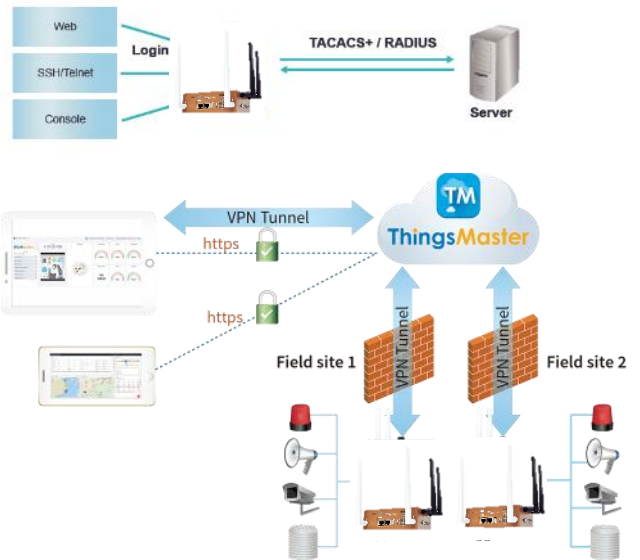 Web
Login
TACACS+ / RADIUS
SSH/Telnet
Console
Server
TM
VPN Tunnel
ThingsMaster
https
https
VPN Tunnel
VPN Tunnel
Field site 1
Field site 2